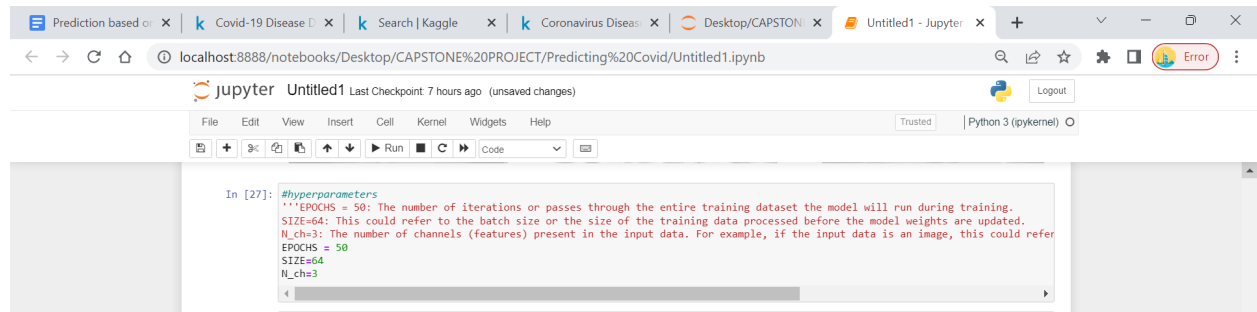 Prediction based or
Covid-19 Disease D
Search | Kaggle
Coronavirus Diseas
Desktop/CAPSTON
Untitled1 - Jupyter
localhost:8888/notebooks/Desktop/CAPSTONE%20PROJECT/Predicting%20Covid/Untitled1.ipynb
Error
jupyter Untitled1 Last Checkpoint: 7 hours ago (unsaved changes)
Logout
File Edit View Insert Cell Kernel Widgets Help
Trusted
Python 3 (ipykernel)
Run
Code
In [27]: #hyperparameters
'''EPOCHS = 50: The number of iterations or passes through the entire training dataset the model will run during training.
SIZE=64: This could refer to the batch size or the size of the training data processed before the model weights are updated.
N_ch=3: The number of channels (features) present in the input data. For example, if the input data is an image, this could refer
EPOCHS = 50
SIZE=64
N_ch=3